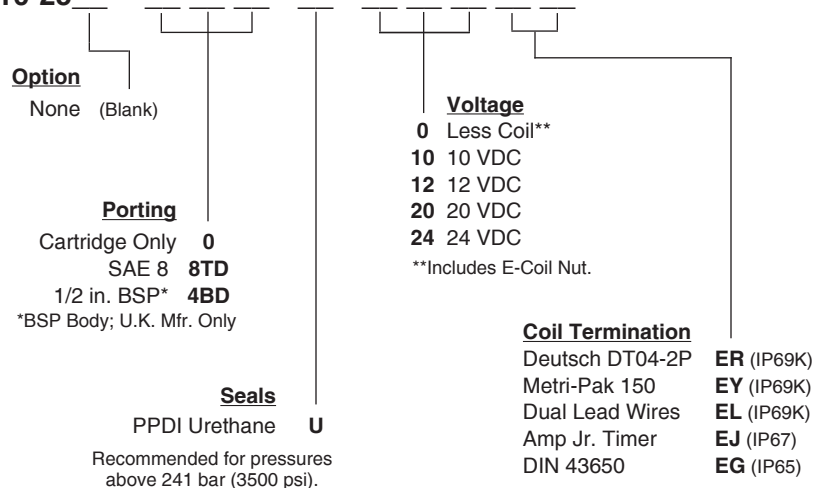 Option
None (Blank)
Porting
Cartridge Only 0
SAE 8 8TD
1/2 in. BSP* 4BD
*BSP Body; U.K. Mfr. Only
Seals
PPDI Urethane U
Recommended for pressures
above 241 bar (3500 psi).
Voltage
0 Less Coil**
10 10 VDC
12 12 VDC
20 20 VDC
24 24 VDC
**Includes E-Coil Nut.
Coil Termination
Deutsch DT04-2P ER (IP69K)
Metri-Pak 150 EY (IP69K)
Dual Lead Wires EL (IP69K)
Amp Jr. Timer EJ (IP67)
DIN 43650 EG (IP65)